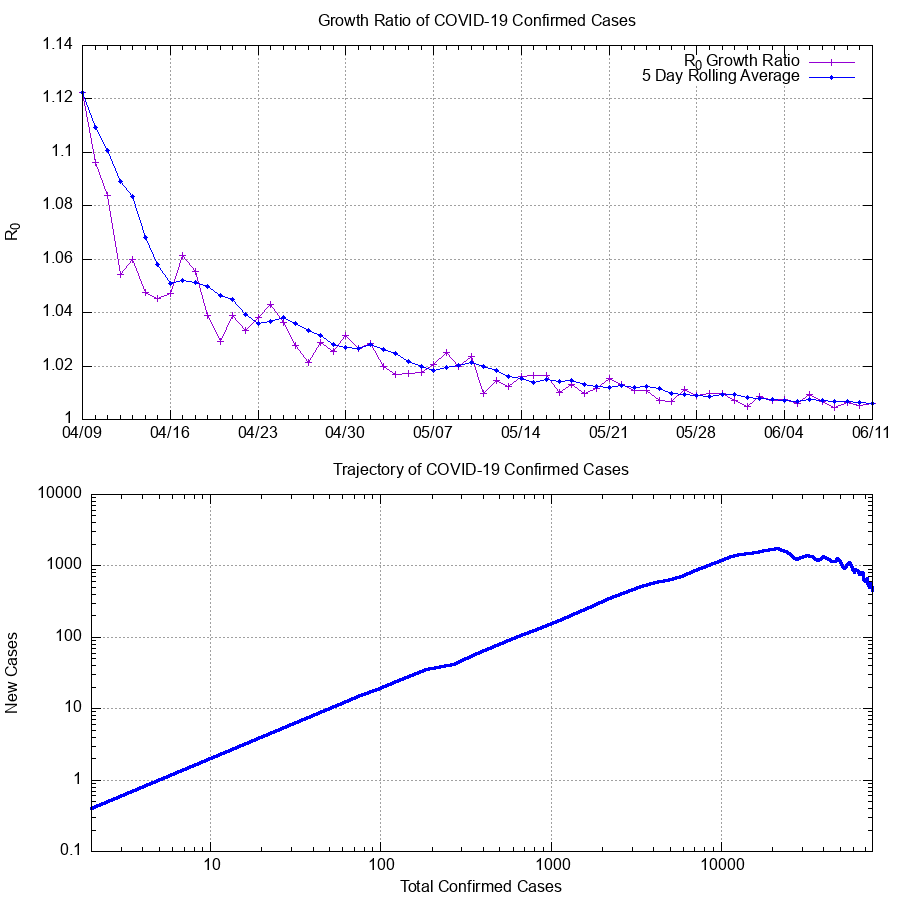 Growth Ratio of COVID-19 Confirmed Cases
R0 Growth Ratio
5 Day Rolling Average
1.14
1.12
1.1
1.08
1.06
1.04
1.02
1
R0
04/09 04/16 04/23 04/30 05/07 05/14 05/21 05/28 06/04 06/11
Trajectory of COVID-19 Confirmed Cases
10000
1000
100
10
1
0.1
New Cases
10 100 1000 10000
Total Confirmed Cases